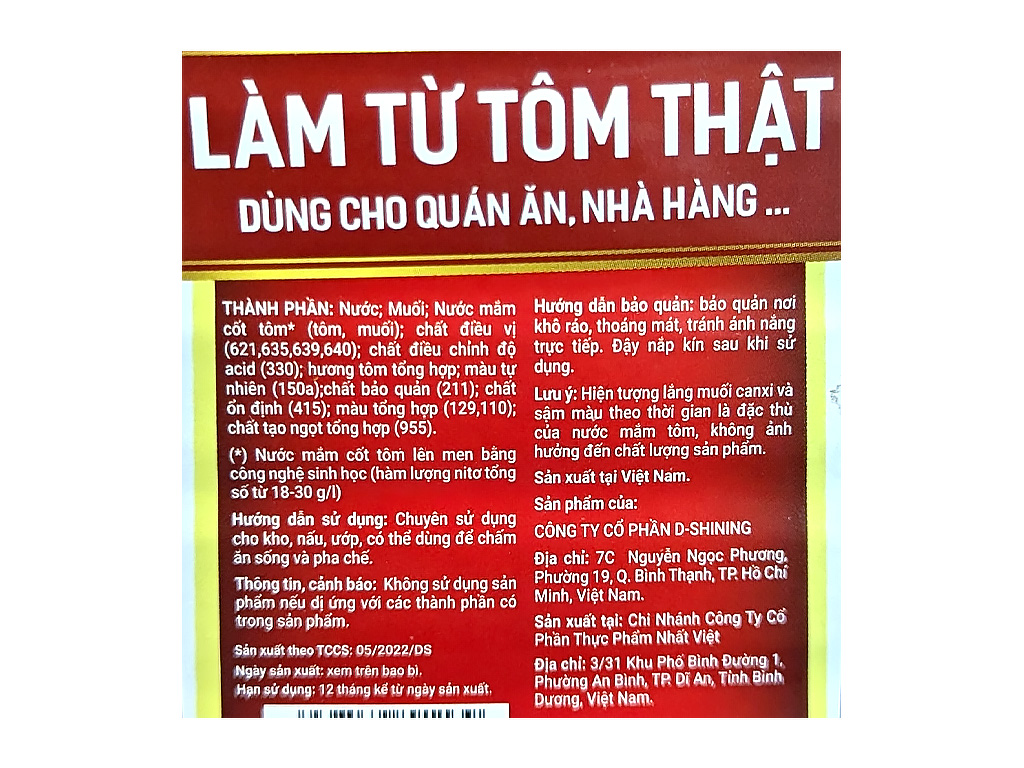 LÀM TỪ TÔM THẬT
DÙNG CHO QUÁN ĂN, NHÀ HÀNG ...
THÀNH PHẦN: Nước; Muối; Nước mắm
cốt tôm* (tôm, muối); chất điều vị
(621,635,639,640); chất điều chỉnh độ
acid (330); hương tôm tổng hợp; màu tự
nhiên (150a);chất bảo quản (211); chất
ổn định (415); màu tổng hợp (129,110);
chất tạo ngọt tổng hợp (955).
(*) Nước mắm cốt tôm lên men bằng
công nghệ sinh học (hàm lượng nitơ tổng
số từ 18-30 g/l)
Hướng dẫn sử dụng: Chuyên sử dụng
cho kho, nấu, ướp, có thể dùng để chấm
ăn sống và pha chế.
Thông tin, cảnh báo: Không sử dụng sản
phẩm nếu dị ứng với các thành phần có
trong sản phẩm.
Sản xuất theo TCCS: 05/2022/DS
Ngày sản xuất: xem trên bao bì.
Hạn sử dụng: 12 tháng kể từ ngày sản xuất.
Hướng dẫn bảo quản: bảo quản nơi
khô ráo, thoáng mát, tránh ánh nắng
trực tiếp. Đậy nắp kín sau khi sử
dụng.
Lưu ý: Hiện tượng lắng muối canxi và
sậm màu theo thời gian là đặc thù
của nước mắm tôm, không ảnh
hưởng đến chất lượng sản phẩm.
Sản xuất tại Việt Nam.
Sản phẩm của:
CÔNG TY CỔ PHẦN D-SHINING
Địa chỉ: 7C Nguyễn Ngọc Phương,
Phường 19, Q. Bình Thạnh, TP. Hồ Chí
Minh, Việt Nam.
Sản xuất tại: Chi Nhánh Công Ty Cổ
Phần Thực Phẩm Nhất Việt
Địa chỉ: 3/31 Khu Phố Bình Đường 1,
Phường An Bình, TP. Dĩ An, Tỉnh Bình
Dương, Việt Nam.